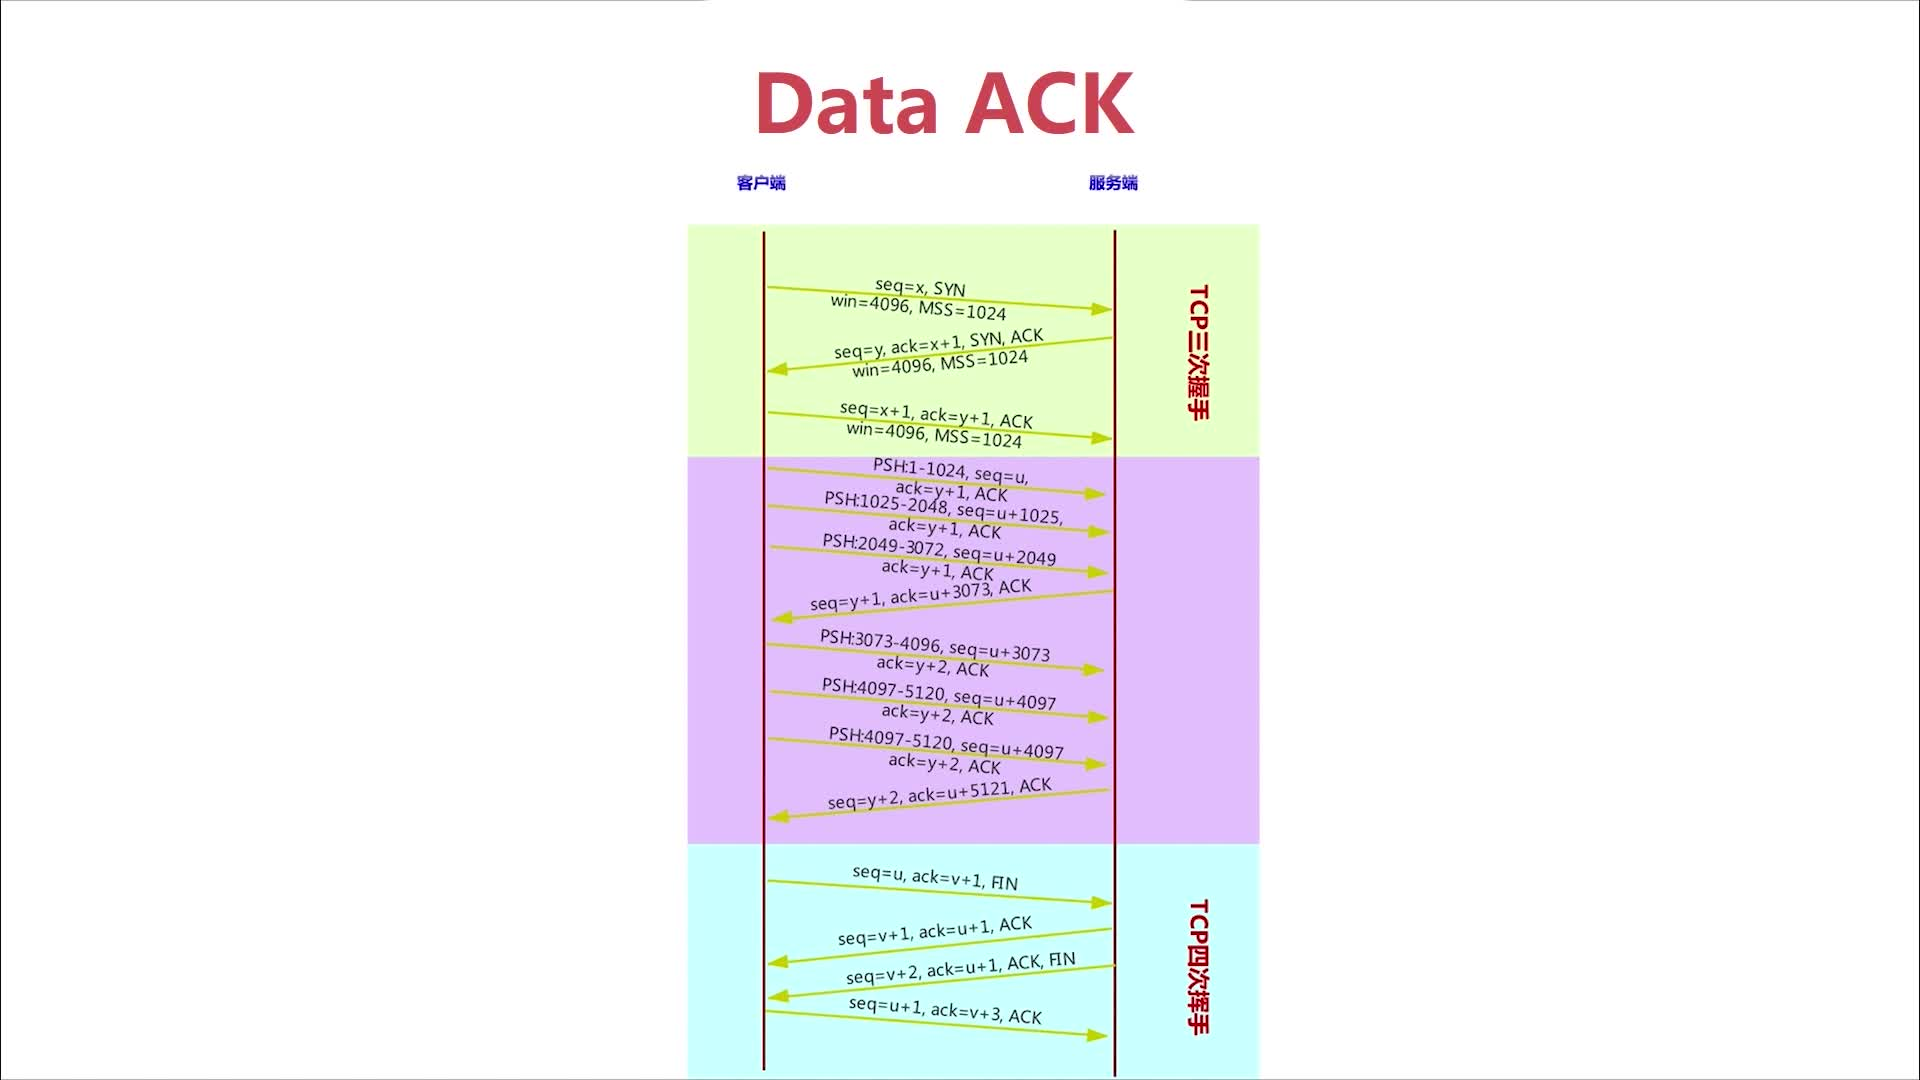 Data ACK
客户端
服务端
seq=x, SYN
win=4096, MSS=1024
seq=y, ack=x+1, SYN, ACK
win=4096, MSS=1024
seq=x+1, ack=y+1, ACK
win=4096, MSS=1024
TCP三次握手
PSH:1-1024, seq=u,
ack=y+1, ACK
PSH:1025-2048, seq=u+1025,
ack=y+1, ACK
PSH:2049-3072, seq=u+2049
ack=y+1, ACK
seq=y+1, ack=u+3073, ACK
PSH:3073-4096, seq=u+3073
ack=y+2, ACK
PSH:4097-5120, seq=u+4097
ack=y+2, ACK
PSH:4097-5120, seq=u+4097
ack=y+2, ACK
seq=y+2, ack=u+5121, ACK
seq=u, ack=v+1, FIN
seq=v+1, ack=u+1, ACK
seq=v+2, ack=u+1, ACK, FIN
seq=u+1, ack=v+3, ACK
TCP四次挥手